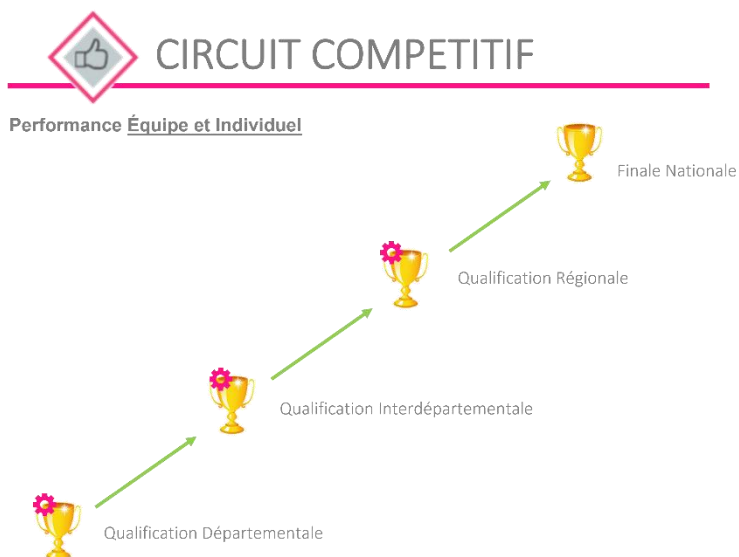 CIRCUIT COMPETITIF
Performance Équipe et Individuel
Finale Nationale
Qualification Régionale
Qualification Interdépartementale
Qualification Départementale